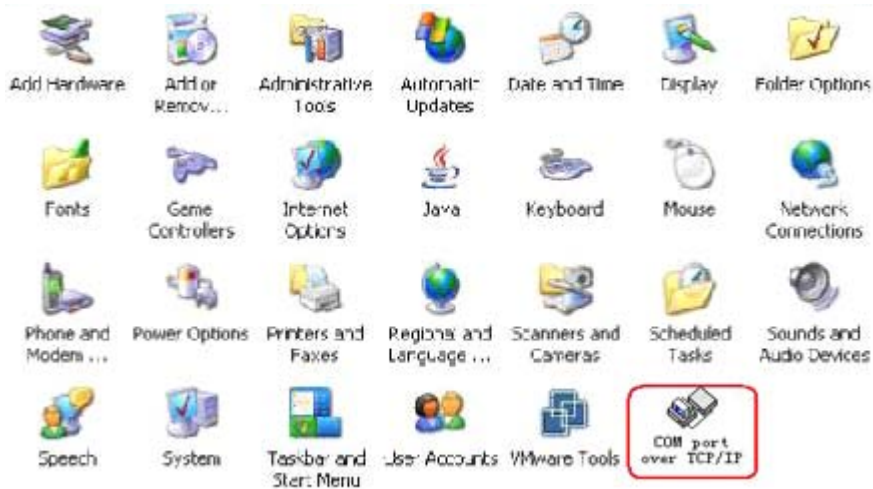 Add Hardware
Add or
Remov...
Administrative
Tools
Automatic
Updates
Date and Time
Display
Folder Options
Fonts
Game
Controllers
Internet
Options
Java
Keyboard
Mouse
Network
Connections
Phone and
Modem ...
Power Options
Printers and
Faxes
Regional and
Language ...
Scanners and
Cameras
Scheduled
Tasks
Sounds and
Audio Devices
Speech
System
Taskbar and
Start Menu
User Accounts
VMware Tools
COM port
over TCP/IP